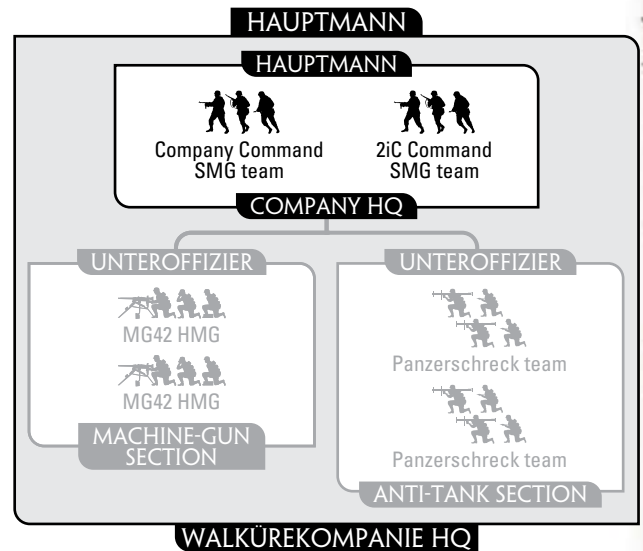 HAUPTMANN
HAUPTMANN
Company Command
SMG team
2iC Command
SMG team
COMPANY HQ
UNTEROFFIZIER
MG42 HMG
MG42 HMG
MACHINE-GUN
SECTION
UNTEROFFIZIER
Panzerschreck team
Panzerschreck team
ANTI-TANK SECTION
WALKÜREKOMPANIE HQ